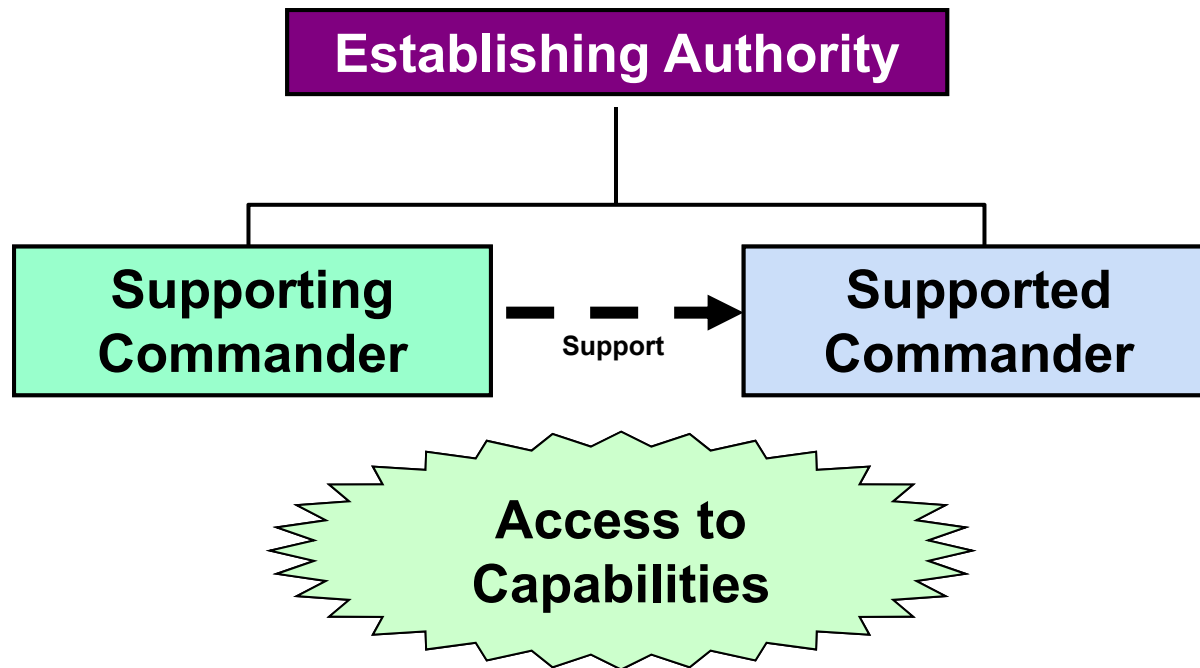 Establishing Authority
Supporting
Commander
Support
Supported
Commander
Access to
Capabilities